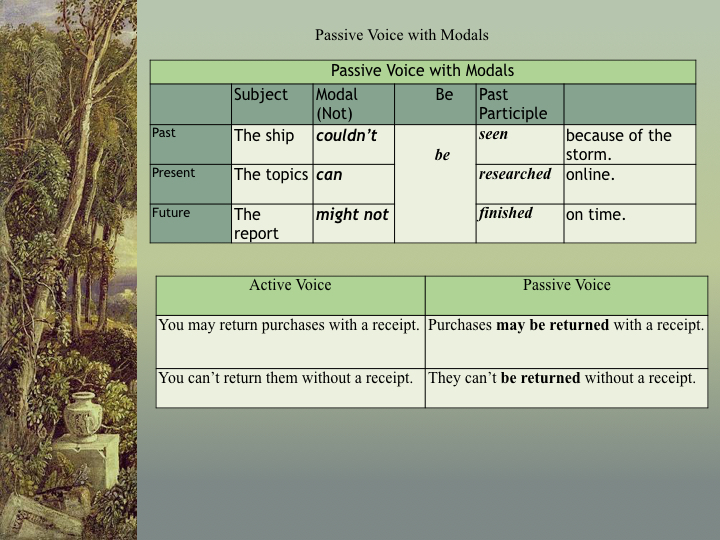 Passive Voice with Modals
Passive Voice with Modals
Subject Modal (Not) Be Past Participle
Past The ship couldn’t be seen because of the storm.
Present The topics can researched online.
Future The report might not finished on time.
Active Voice Passive Voice
You may return purchases with a receipt. Purchases may be returned with a receipt.
You can’t return them without a receipt. They can’t be returned without a receipt.